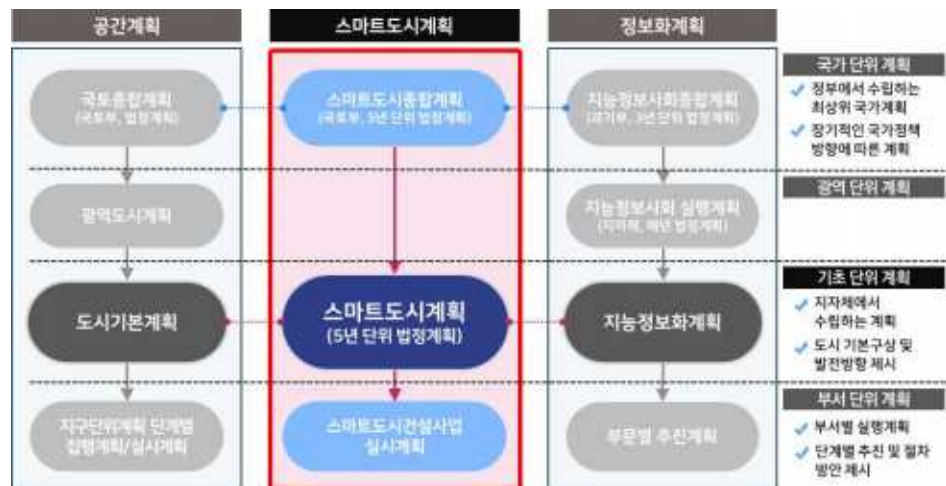 공간계획
스마트도시계획
정보화계획
국토종합계획
(국토부, 법정계획)
스마트도시종합계획
(국토부, 5년 단위 법정계획)
지능정보사회종합계획
(과기부, 3년 단위 법정계획)
국가 단위 계획
정부에서 수립하는
최상위 국가계획
장기적인 국가정책
방향에 따른 계획
광역도시계획
지능정보사회 실행계획
(지자체, 매년 법정계획)
광역 단위 계획
도시기본계획
스마트도시계획
(5년 단위 법정계획)
지능정보화계획
기초 단위 계획
지자체에서
수립하는 계획
도시 기본구상 및
발전방향 제시
지구단위계획 단계별
집행계획/실시계획
스마트도시건설사업
실시계획
부문별 추진계획
부서 단위 계획
부서별 실행계획
단계별 추진 및 절차
방안 제시